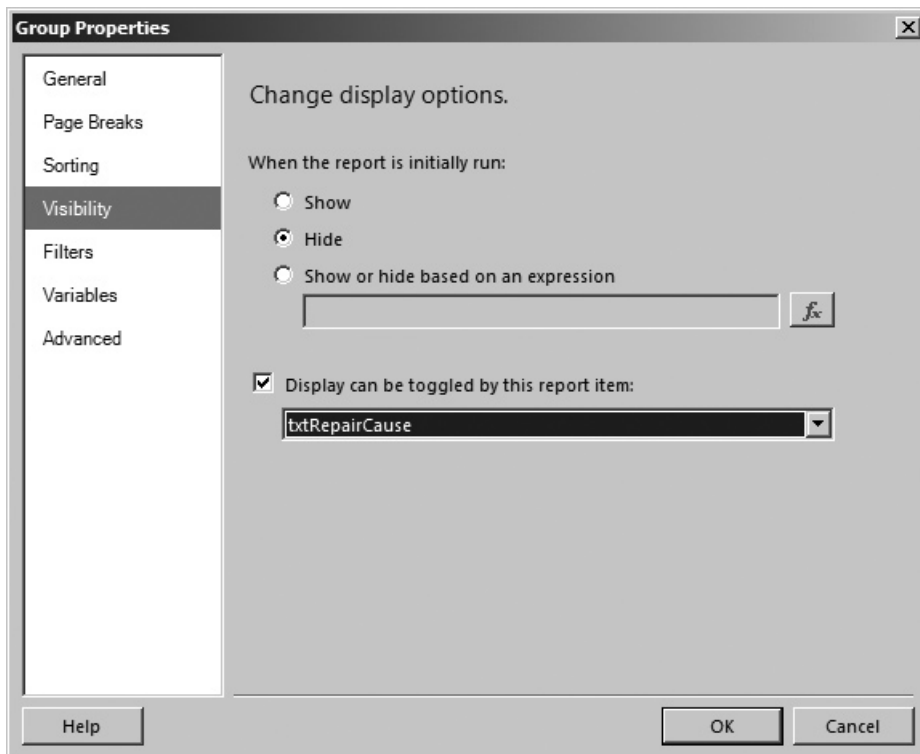 Group Properties
General
Page Breaks
Sorting
Visibility
Filters
Variables
Advanced
Change display options.
When the report is initially run:
Show
Hide
Show or hide based on an expression
fx
Display can be toggled by this report item:
txtRepairCause
Help
OK
Cancel